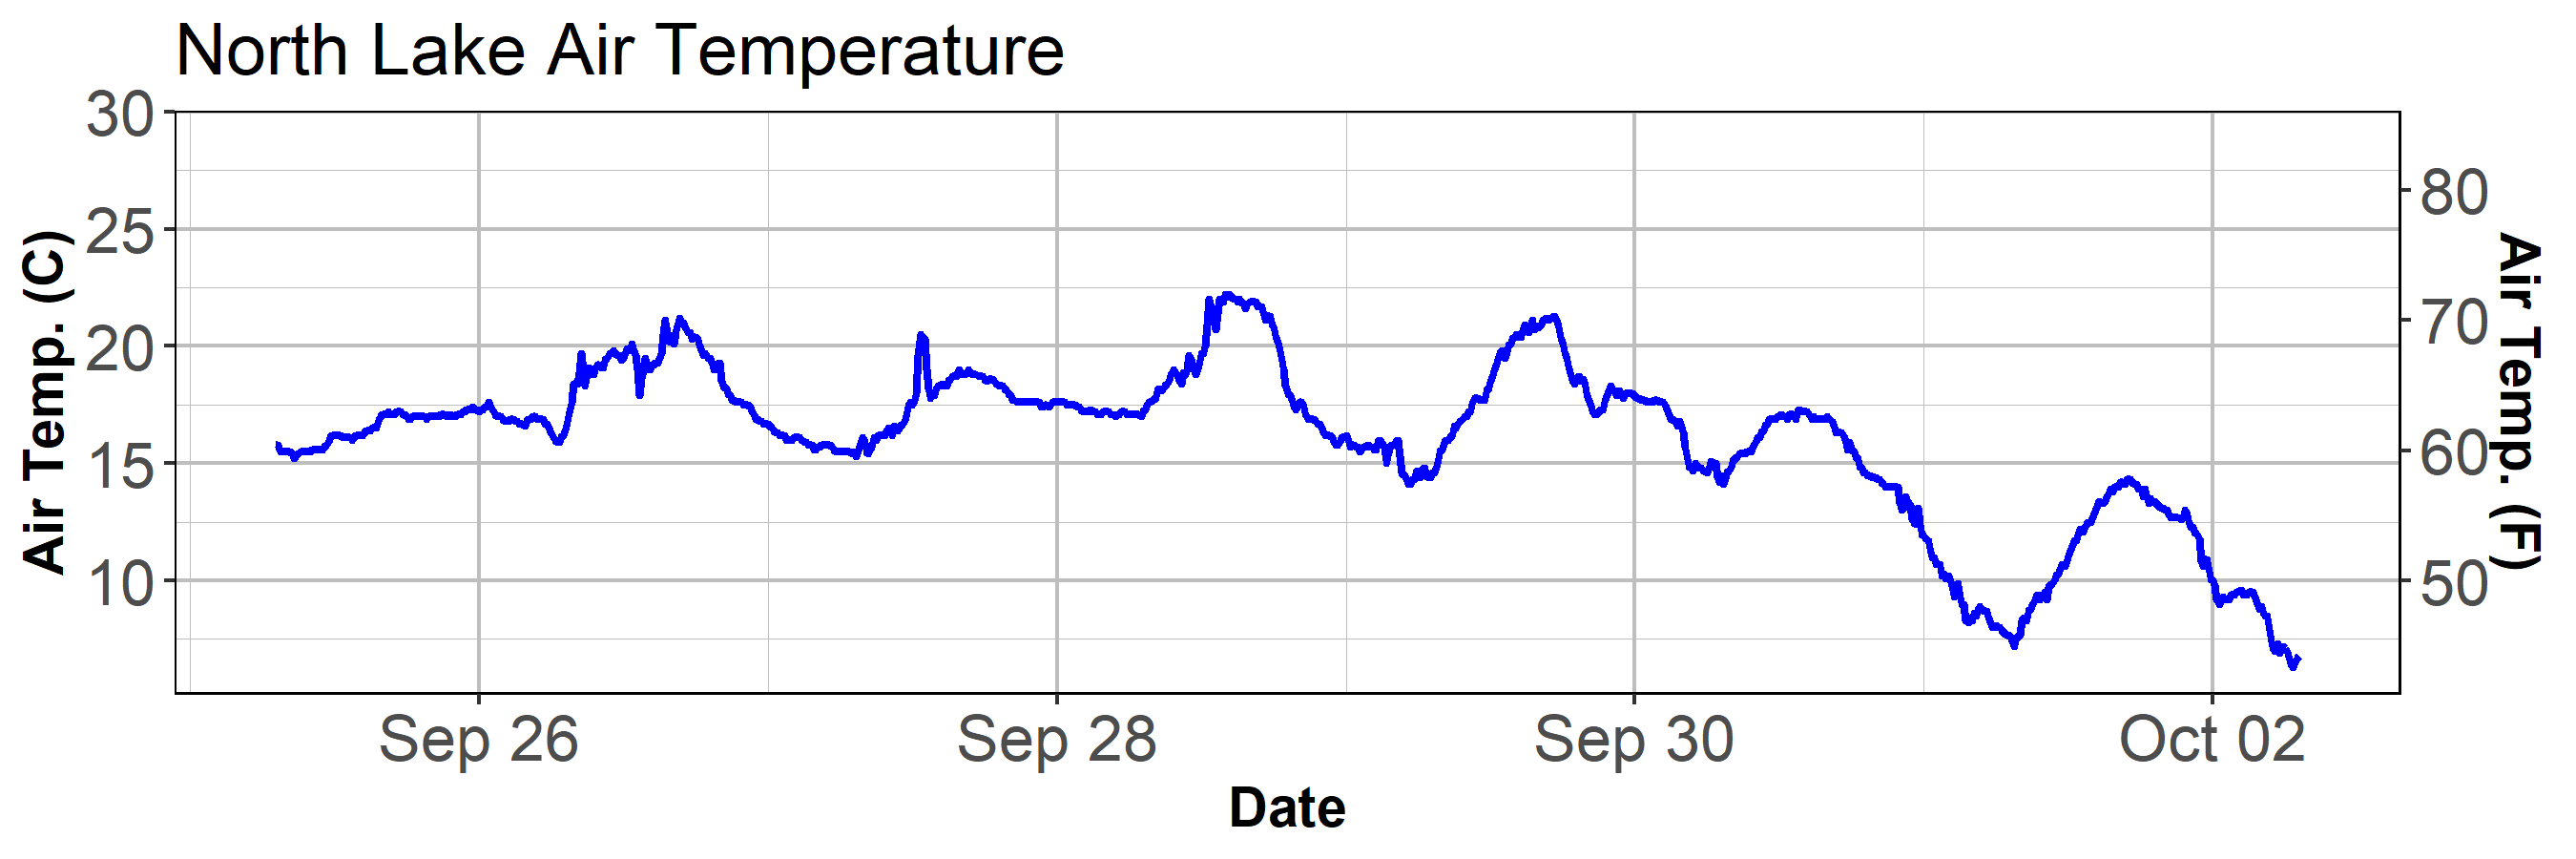 North Lake Air Temperature
30
25
20
15
10
Air Temp. (C)
80
70
60
50
Air Temp. (F)
Sep 26
Sep 28
Sep 30
Oct 02
Date